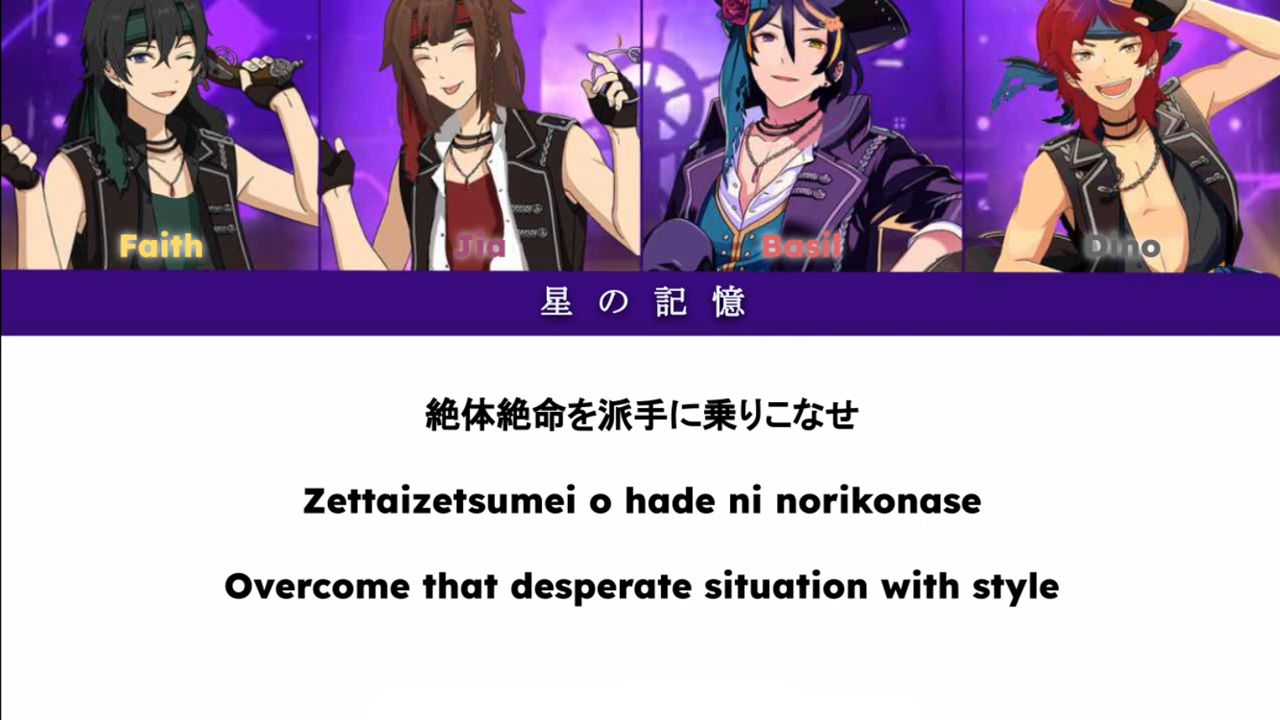 Faith Jia Basil Dino
星の記憶
絶体絶命を派手に乗りこなせ
Zettaizetsumei o hade ni norikonase
Overcome that desperate situation with style